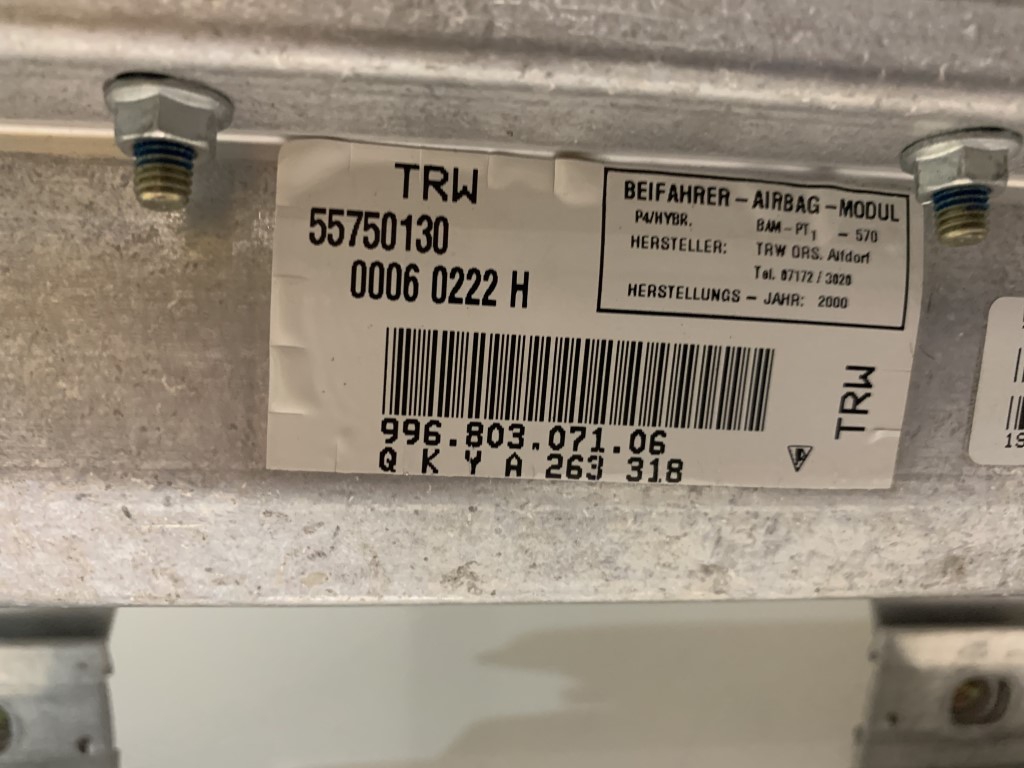 TRW
55750130
0006 0222 H
BEIFAHRER - AIRBAG - MODUL
P4/HYBR. BAM - PT1 - 570
HERSTELLER: TRW ORS. Alfdorf
Tel. 07172 / 3020
HERSTELLUNGS - JAHR: 2000
996.803.071.06
Q K Y A 263 318
TRW
19